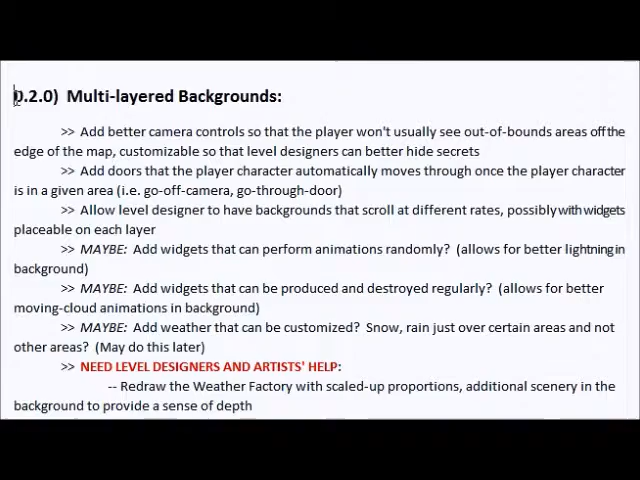 0.2.0) Multi-layered Backgrounds:
>> Add better camera controls so that the player won't usually see out-of-bounds areas off the
edge of the map, customizable so that level designers can better hide secrets
>> Add doors that the player character automatically moves through once the player character
is in a given area (i.e. go-off-camera, go-through-door)
>> Allow level designer to have backgrounds that scroll at different rates, possibly with widgets
placeable on each layer
>> MAYBE: Add widgets that can perform animations randomly? (allows for better lightning in
background)
>> MAYBE: Add widgets that can be produced and destroyed regularly? (allows for better
moving-cloud animations in background)
>> MAYBE: Add weather that can be customized? Snow, rain just over certain areas and not
other areas? (May do this later)
>> NEED LEVEL DESIGNERS AND ARTISTS' HELP:
-- Redraw the Weather Factory with scaled-up proportions, additional scenery in the
background to provide a sense of depth